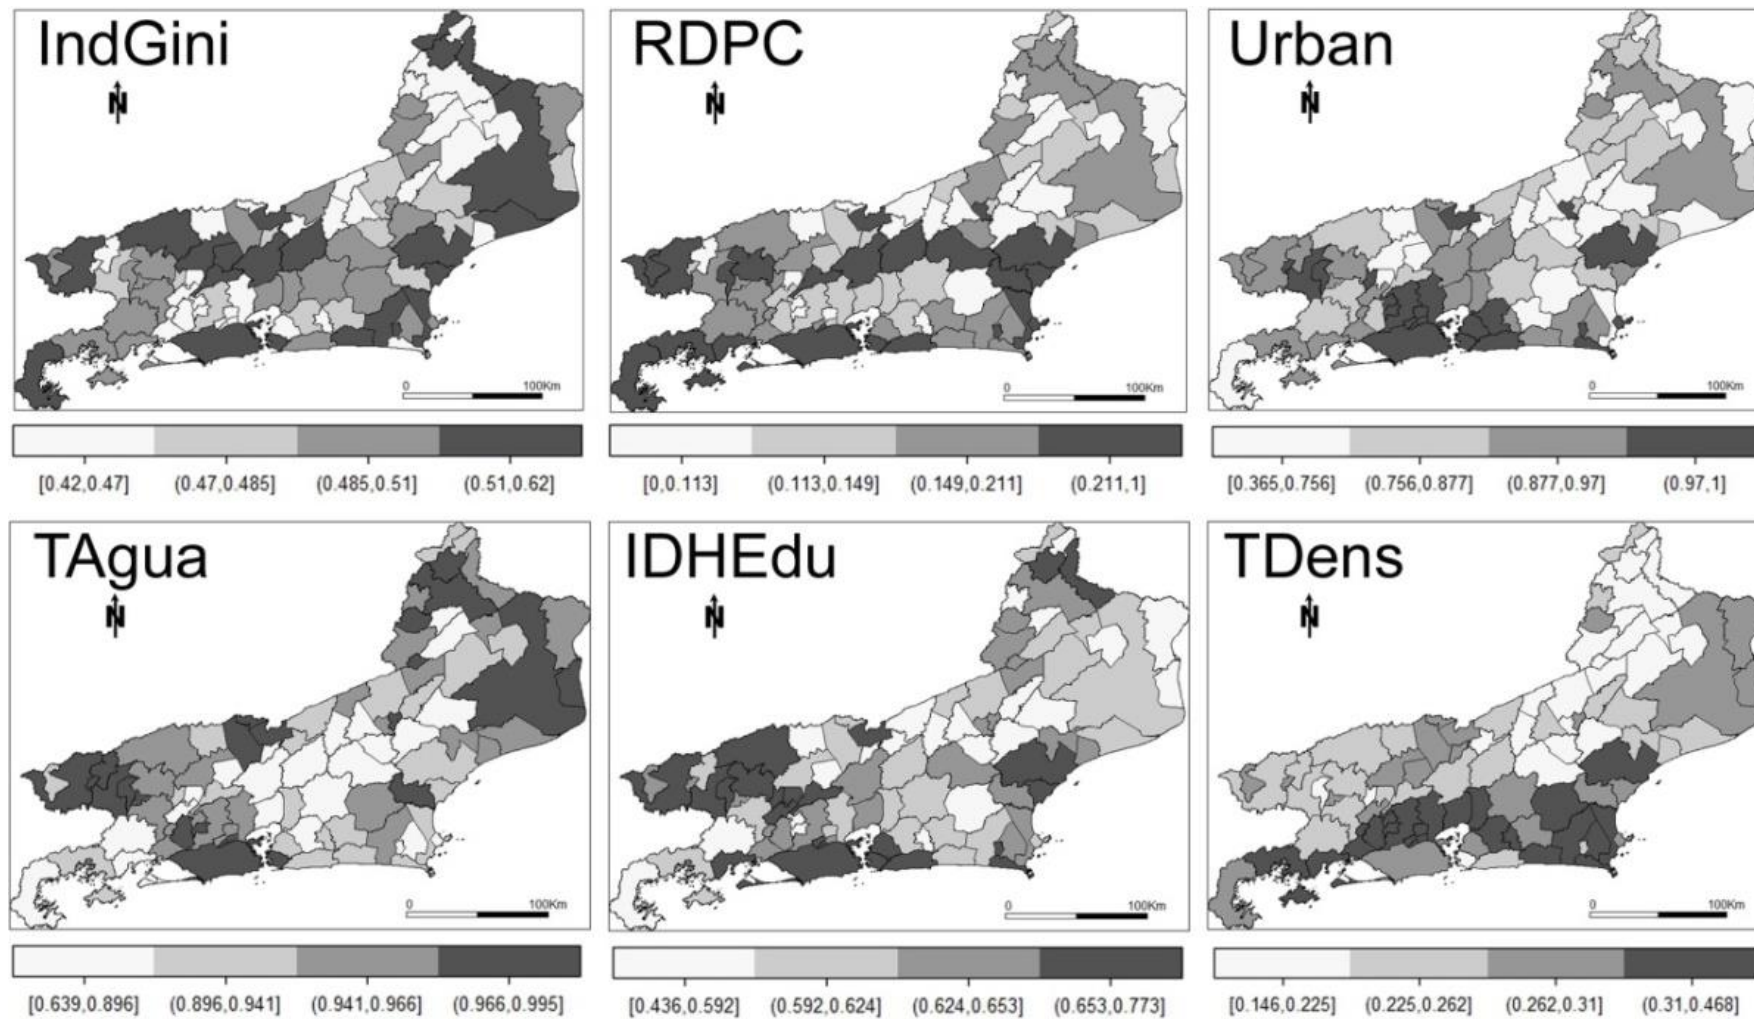 IndGini
N
0 100Km
[0.42,0.47] (0.47,0.485] (0.485,0.51] (0.51,0.62]
RDPC
N
0 100Km
[0,0.113] (0.113,0.149] (0.149,0.211] (0.211,1]
Urban
N
0 100Km
[0.365,0.756] (0.756,0.877] (0.877,0.97] (0.97,1]
TAgua
N
0 100Km
[0.639,0.896] (0.896,0.941] (0.941,0.966] (0.966,0.995]
IDHEdu
N
0 100Km
[0.436,0.592] (0.592,0.624] (0.624,0.653] (0.653,0.773]
TDens
N
0 100Km
[0.146,0.225] (0.225,0.262] (0.262,0.31] (0.31,0.468]